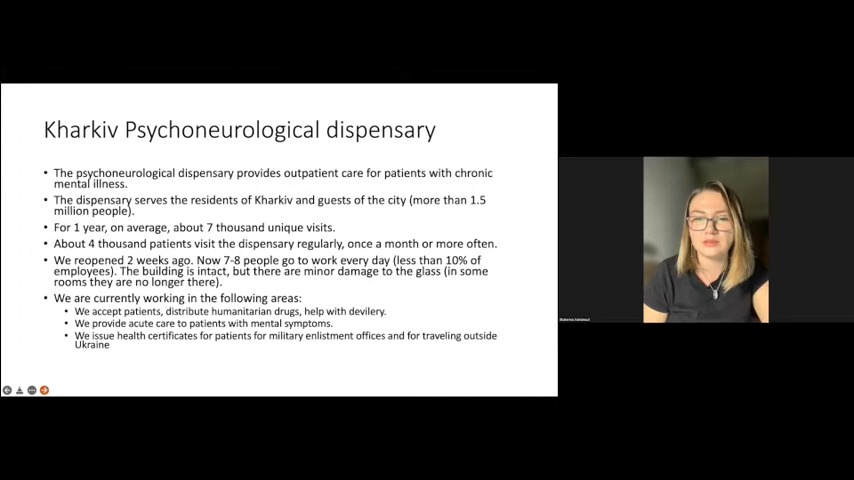 Kharkiv Psychoneurological dispensary
• The psychoneurological dispensary provides outpatient care for patients with chronic
mental illness.
• The dispensary serves the residents of Kharkiv and guests of the city (more than 1.5
million people).
• For 1 year, on average, about 7 thousand unique visits.
• About 4 thousand patients visit the dispensary regularly, once a month or more often.
• We reopened 2 weeks ago. Now 7-8 people go to work every day (less than 10% of
employees). The building is intact, but there are minor damage to the glass (in some
rooms they are no longer there).
• We are currently working in the following areas:
• We accept patients, distribute humanitarian drugs, help with devilery.
• We provide acute care to patients with mental symptoms.
• We issue health certificates for patients for military enlistment offices and for traveling outside
Ukraine